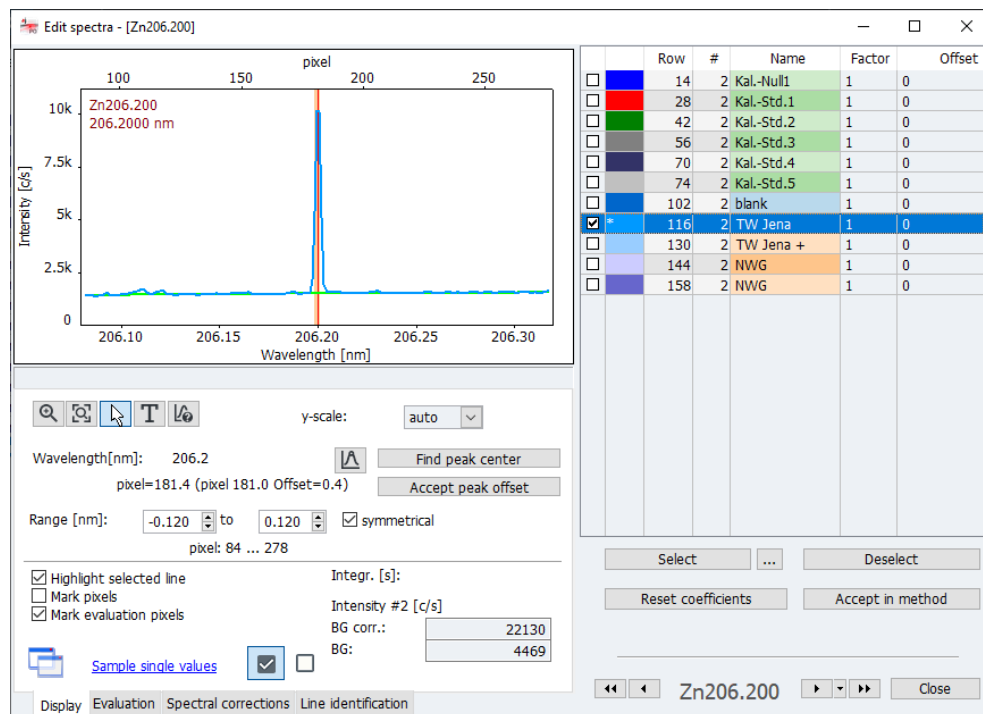 Edit spectra - [Zn206.200]
pixel
100 150 200 250
Zn206.200
206.2000 nm
10k
7.5k
5k
2.5k
0
Intensity [c/s]
206.10 206.15 206.20 206.25 206.30
Wavelength [nm]
Row # Name Factor Offset
14 2 Kal.-Null1 1 0
28 2 Kal.-Std.1 1 0
42 2 Kal.-Std.2 1 0
56 2 Kal.-Std.3 1 0
70 2 Kal.-Std.4 1 0
74 2 Kal.-Std.5 1 0
102 2 blank 1 0
* 116 2 TW Jena 1 0
130 2 TW Jena + 1 0
144 2 NWG 1 0
158 2 NWG 1 0
T
y-scale: auto
Wavelength[nm]: 206.2 Find peak center
pixel=181.4 (pixel 181.0 Offset=0.4) Accept peak offset
Range [nm]: -0.120 to 0.120 symmetrical
pixel: 84 ... 278
Highlight selected line
Mark pixels
Mark evaluation pixels
Integr. [s]:
Intensity #2 [c/s]
BG corr.: 22130
BG: 4469
Sample single values
Display Evaluation Spectral corrections Line identification
Select ... Deselect
Reset coefficients Accept in method
Zn206.200 Close